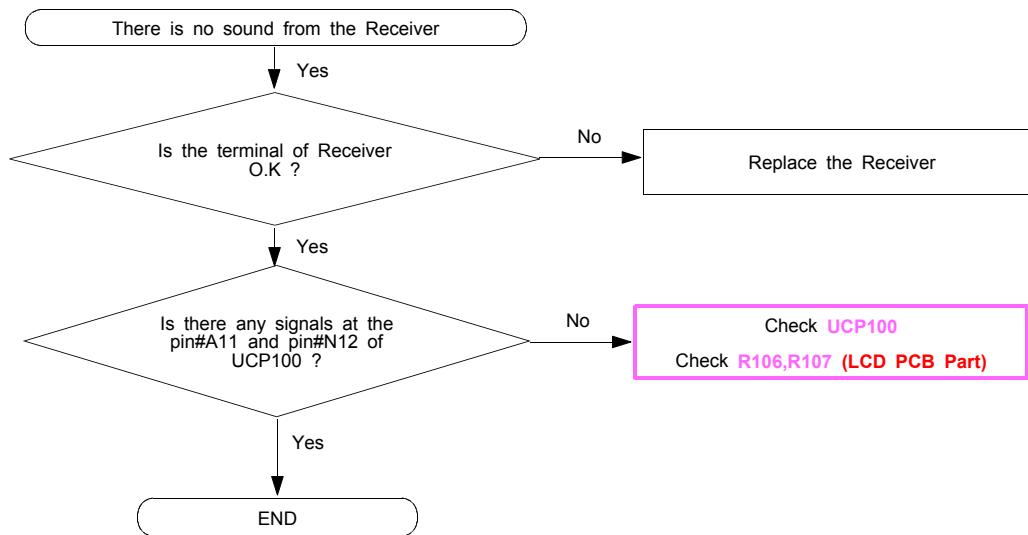 There is no sound from the Receiver
Yes
Is the terminal of Receiver
O.K ?
No
Replace the Receiver
Yes
Is there any signals at the
pin#A11 and pin#N12 of
UCP100 ?
No
Check UCP100
Check R106,R107 (LCD PCB Part)
Yes
END